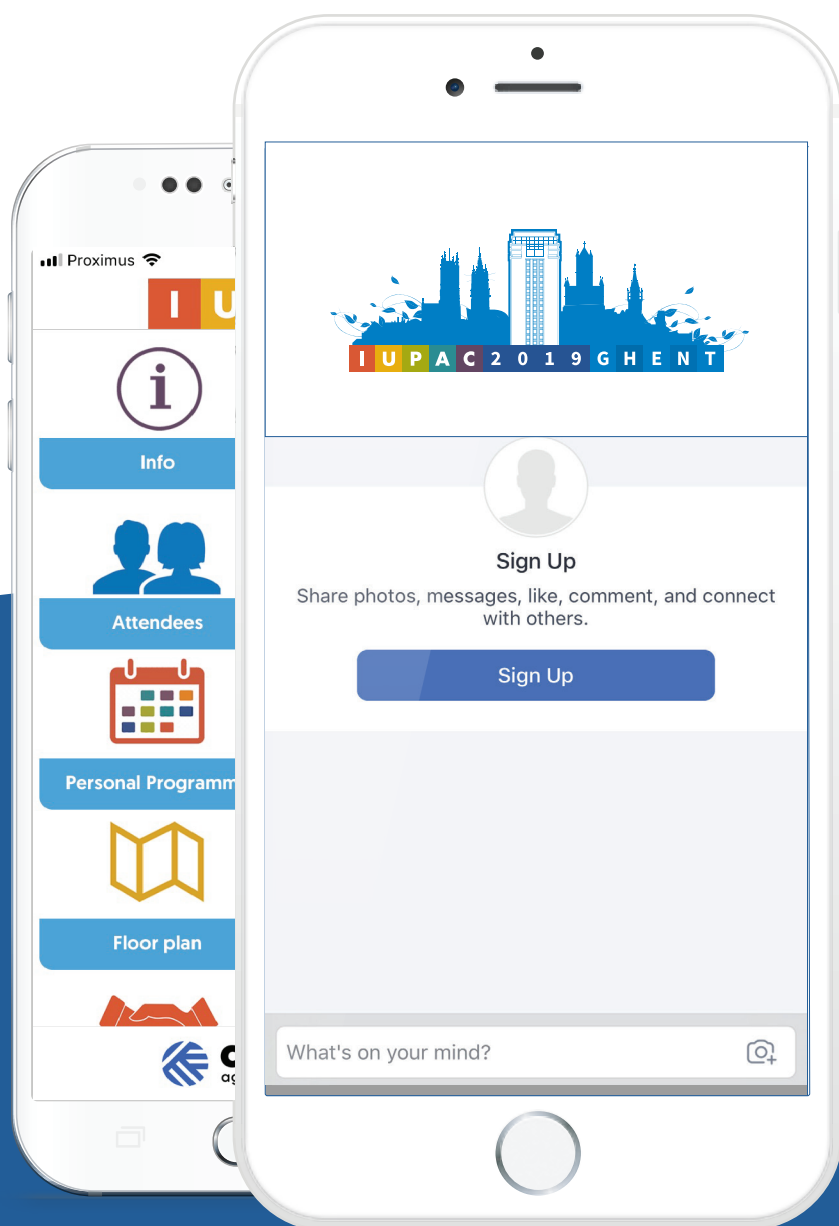 Proximus
I U
i
Info
Attendees
Personal Programm
Floor plan
IUPAC2019GHENT
Sign Up
Share photos, messages, like, comment, and connect
with others.
Sign Up
What's on your mind?